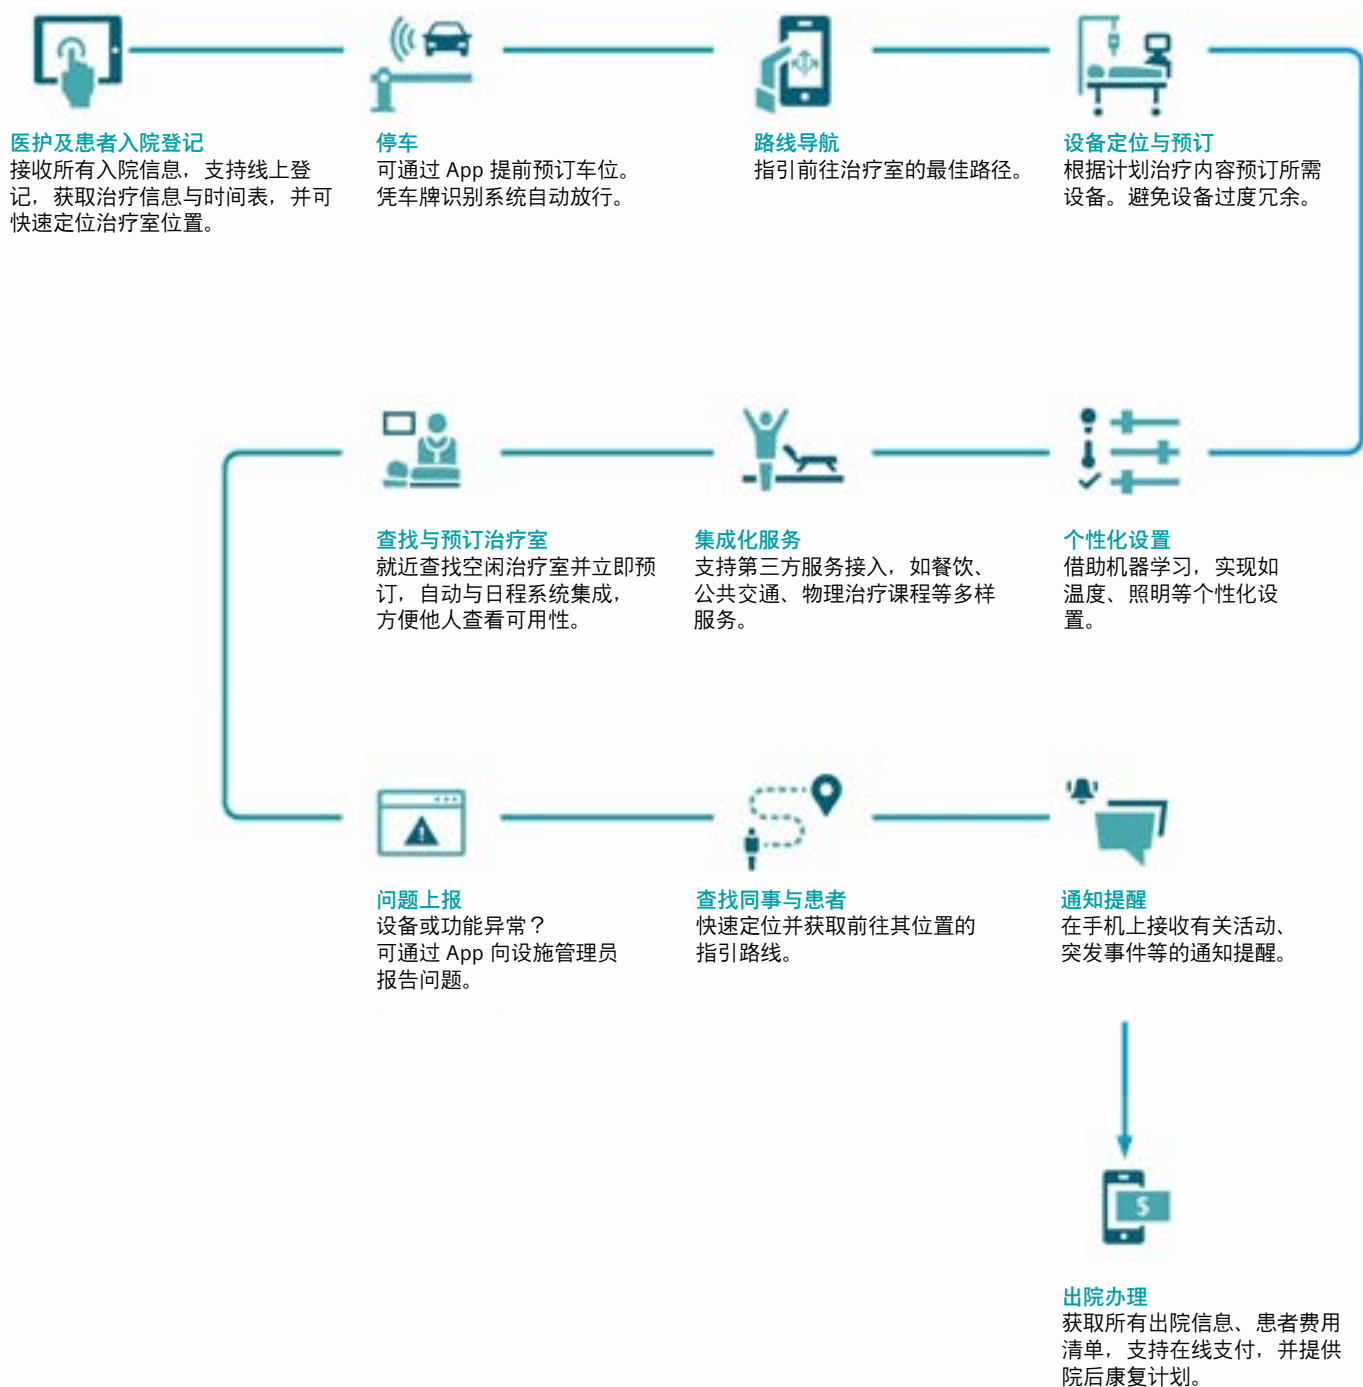 医护及患者入院登记
接收所有入院信息，支持线上登
记，获取治疗信息与时间表，并可
快速定位治疗室位置。
停车
可通过 App 提前预订车位。
凭车牌识别系统自动放行。
路线导航
指引前往治疗室的最佳路径。
设备定位与预订
根据计划治疗内容预订所需
设备。避免设备过度冗余。
查找与预订治疗室
就近查找空闲治疗室并立即预
订，自动与日程系统集成，
方便他人查看可用性。
集成化服务
支持第三方服务接入，如餐饮、
公共交通、物理治疗课程等多样
服务。
个性化设置
借助机器学习，实现如
温度、照明等个性化设
置。
问题上报
设备或功能异常？
可通过 App 向设施管理员
报告问题。
查找同事与患者
快速定位并获取前往其位置的
指引路线。
通知提醒
在手机上接收有关活动、
突发事件等的通知提醒。
$
出院办理
获取所有出院信息、患者费用
清单，支持在线支付，并提供
院后康复计划。